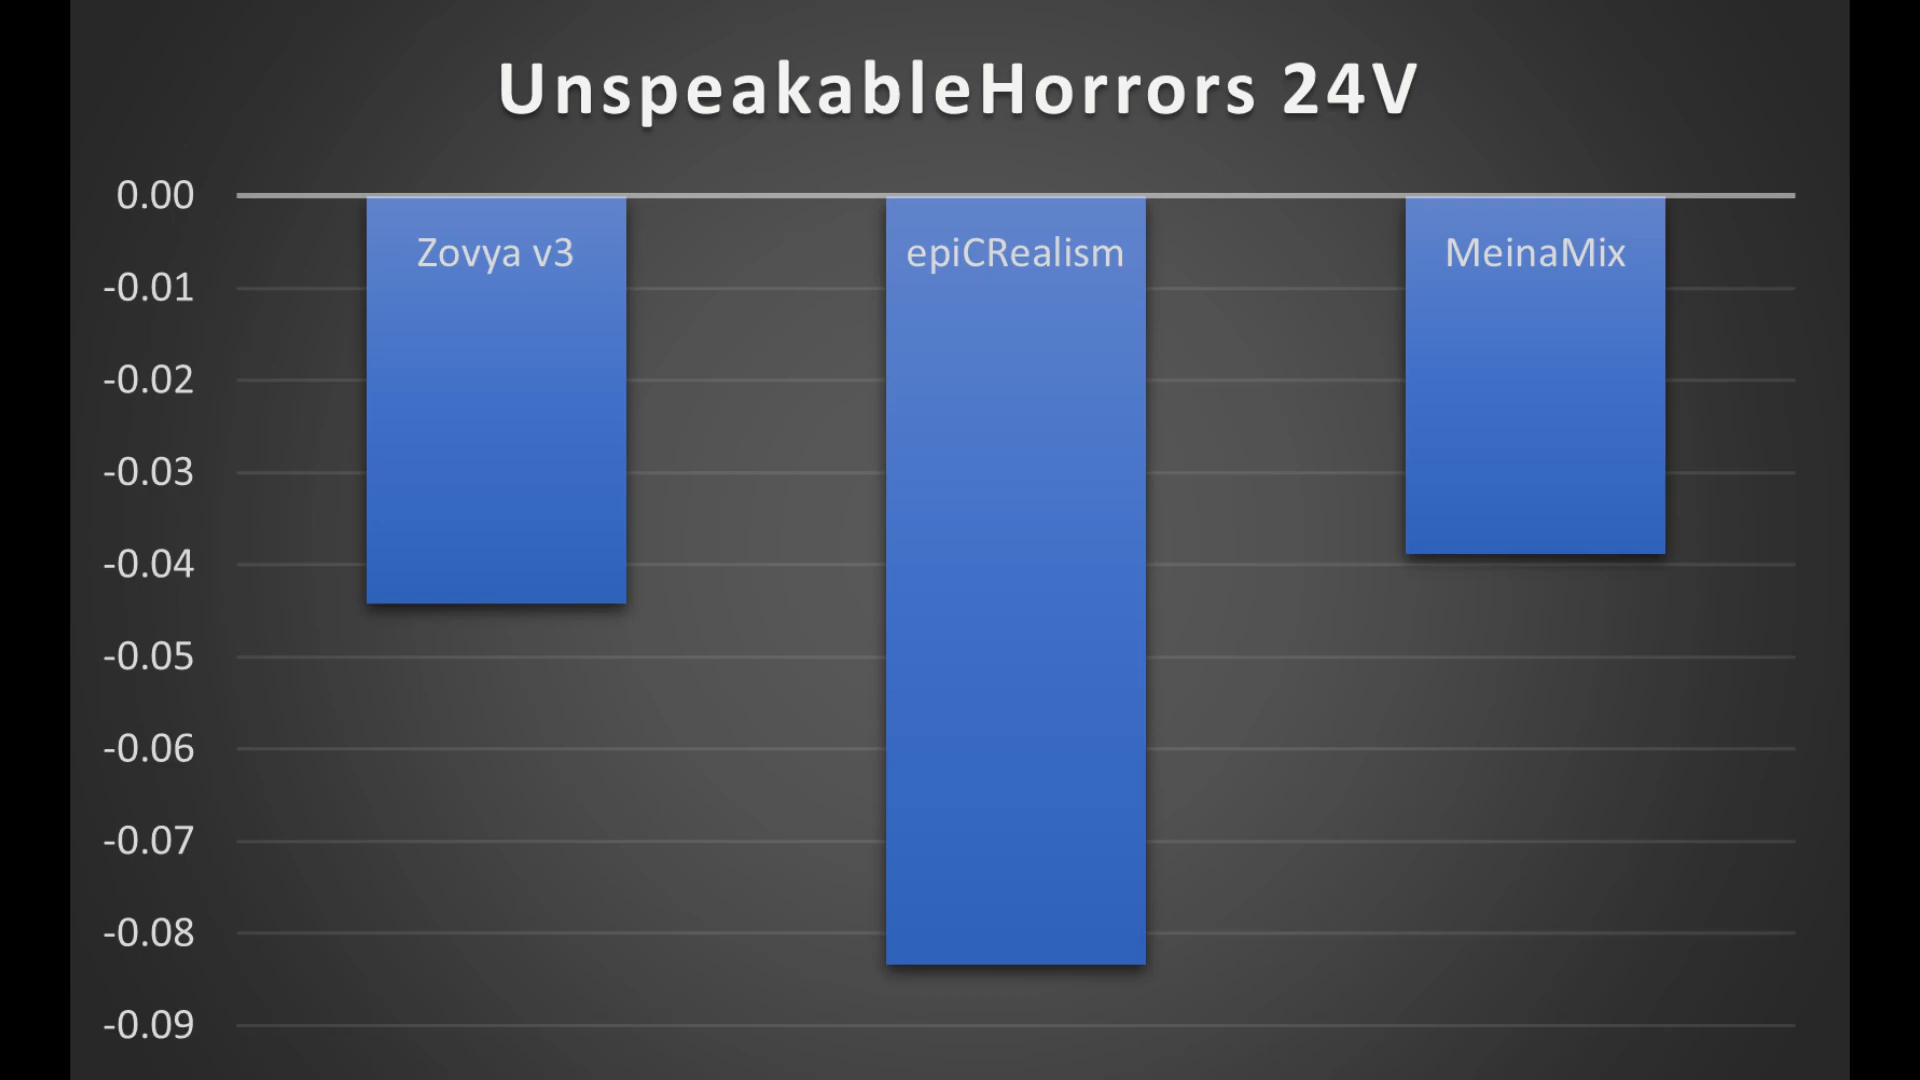 UnspeakableHorrors 24V
0.00
Zovya v3
epiCRealism
MeinaMix
-0.01
-0.02
-0.03
-0.04
-0.05
-0.06
-0.07
-0.08
-0.09